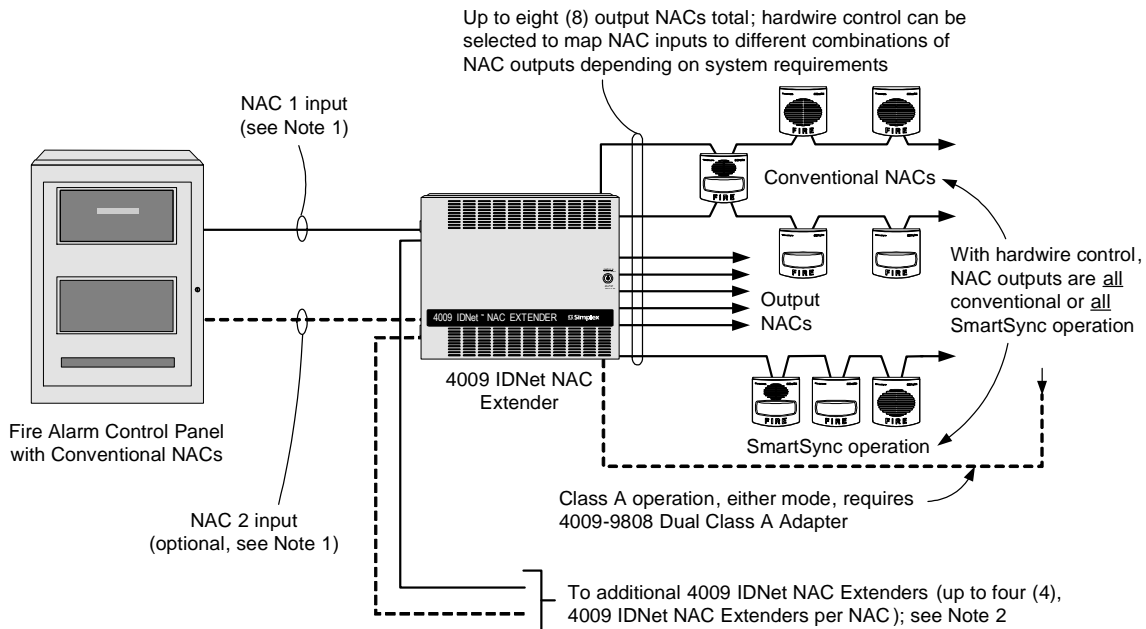 Up to eight (8) output NACs total; hardwire control can be
selected to map NAC inputs to different combinations of
NAC outputs depending on system requirements
NAC 1 input
(see Note 1)
FIRE
FIRE
FIRE
Conventional NACs
FIRE
FIRE
With hardwire control,
NAC outputs are all
conventional or all
SmartSync operation
Output
NACs
4009 IDNet™ NAC EXTENDER
Simplex
4009 IDNet NAC
Extender
FIRE
FIRE
FIRE
SmartSync operation
Fire Alarm Control Panel
with Conventional NACs
Class A operation, either mode, requires
4009-9808 Dual Class A Adapter
NAC 2 input
(optional, see Note 1)
To additional 4009 IDNet NAC Extenders (up to four (4),
4009 IDNet NAC Extenders per NAC); see Note 2